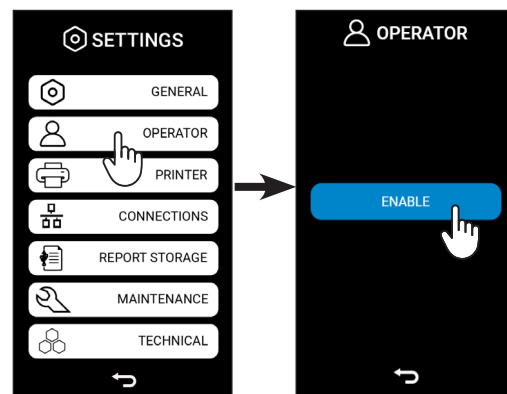 SETTINGS
GENERAL
OPERATOR
PRINTER
CONNECTIONS
REPORT STORAGE
MAINTENANCE
TECHNICAL
OPERATOR
ENABLE